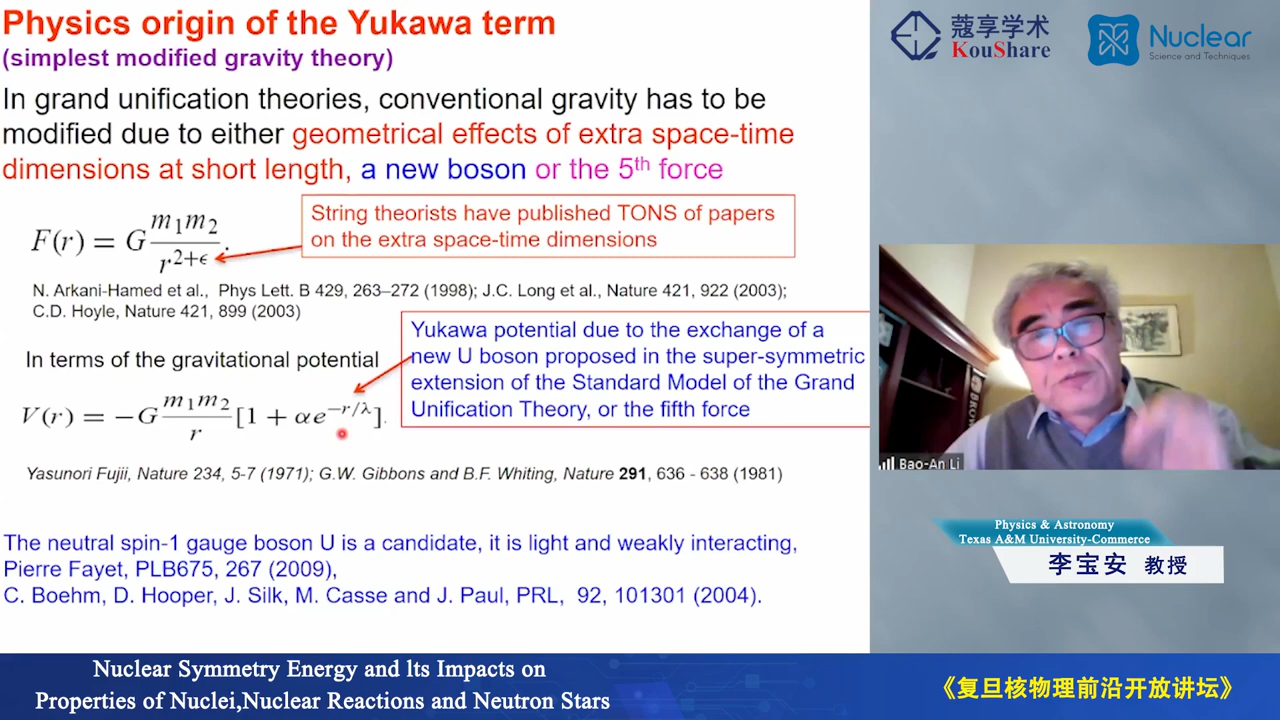 Physics origin of the Yukawa term
(simplest modified gravity theory)
In grand unification theories, conventional gravity has to be
modified due to either geometrical effects of extra space-time
dimensions at short length, a new boson or the 5th force
F(r) = G m₁m₂ / r^(2+ϵ).
String theorists have published TONS of papers
on the extra space-time dimensions
N. Arkani-Hamed et al., Phys Lett. B 429, 263–272 (1998); J.C. Long et al., Nature 421, 922 (2003);
C.D. Hoyle, Nature 421, 899 (2003)
Yukawa potential due to the exchange of a
new U boson proposed in the super-symmetric
extension of the Standard Model of the Grand
Unification Theory, or the fifth force
In terms of the gravitational potential
V(r) = −G m₁m₂ / r [1 + αe^(−r/λ)].
Yasunori Fujii, Nature 234, 5-7 (1971); G.W. Gibbons and B.F. Whiting, Nature 291, 636 - 638 (1981)
The neutral spin-1 gauge boson U is a candidate, it is light and weakly interacting,
Pierre Fayet, PLB675, 267 (2009),
C. Boehm, D. Hooper, J. Silk, M. Casse and J. Paul, PRL, 92, 101301 (2004).
蔻享学术
KouShare
Nuclear
Science and Techniques
BROW
Bao-An Li
Physics & Astronomy
Texas A&M University-Commerce
李宝安 教授
Nuclear Symmetry Energy and lts Impacts on
Properties of Nuclei,Nuclear Reactions and Neutron Stars
《复旦核物理前沿开放讲坛》